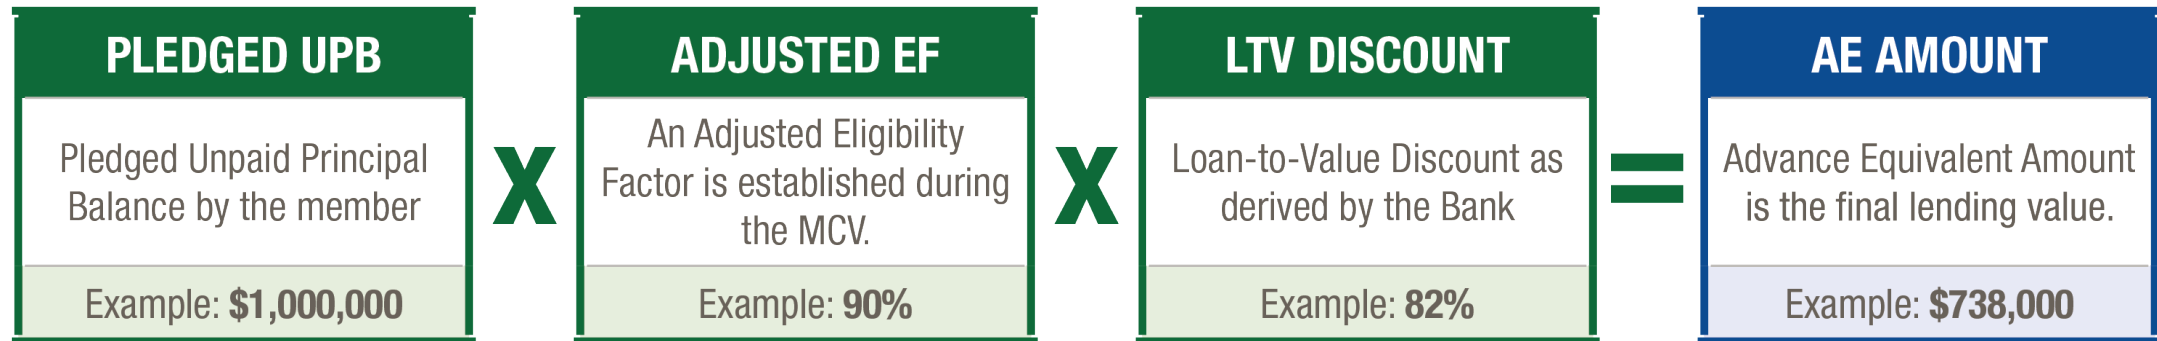 PLEDGED UPB
Pledged Unpaid Principal
Balance by the member
Example: $1,000,000
X
ADJUSTED EF
An Adjusted Eligibility
Factor is established during
the MCV.
Example: 90%
X
LTV DISCOUNT
Loan-to-Value Discount as
derived by the Bank
Example: 82%
=
AE AMOUNT
Advance Equivalent Amount
is the final lending value.
Example: $738,000